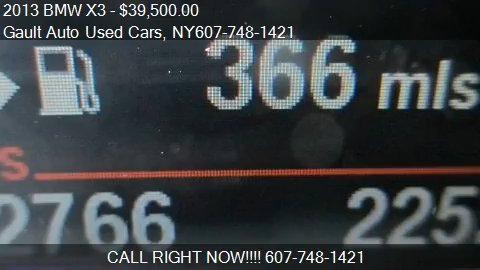 2013 BMW X3 - $39,500.00
Gault Auto Used Cars, NY607-748-1421
366 mls
s
2766 225
CALL RIGHT NOW!!!! 607-748-1421